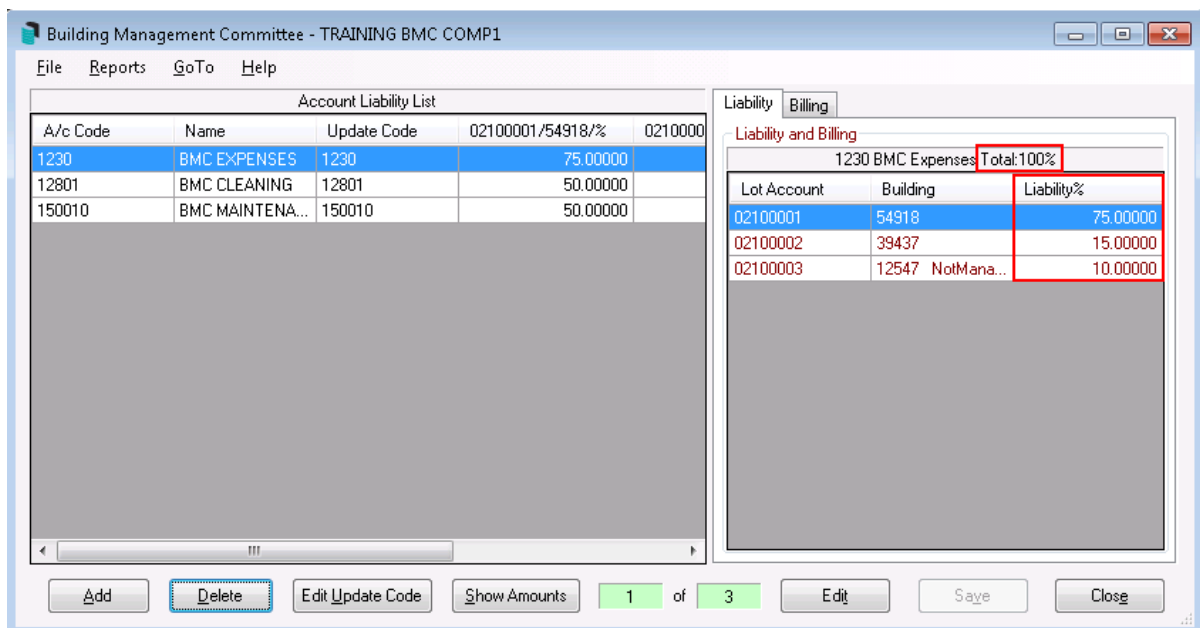 Building Management Committee - TRAINING BMC COMP1
File Reports GoTo Help
Account Liability List
A/c Code Name Update Code 02100001/54918/% 0210000
1230 BMC EXPENSES 1230 75.00000
12801 BMC CLEANING 12801 50.00000
150010 BMC MAINTENA... 150010 50.00000
Liability Billing
Liability and Billing
1230 BMC Expenses Total:100%
Lot Account Building Liability%
02100001 54918 75.00000
02100002 39437 15.00000
02100003 12547 NotMana... 10.00000
Add Delete Edit Update Code Show Amounts 1 of 3 Edit Save Close